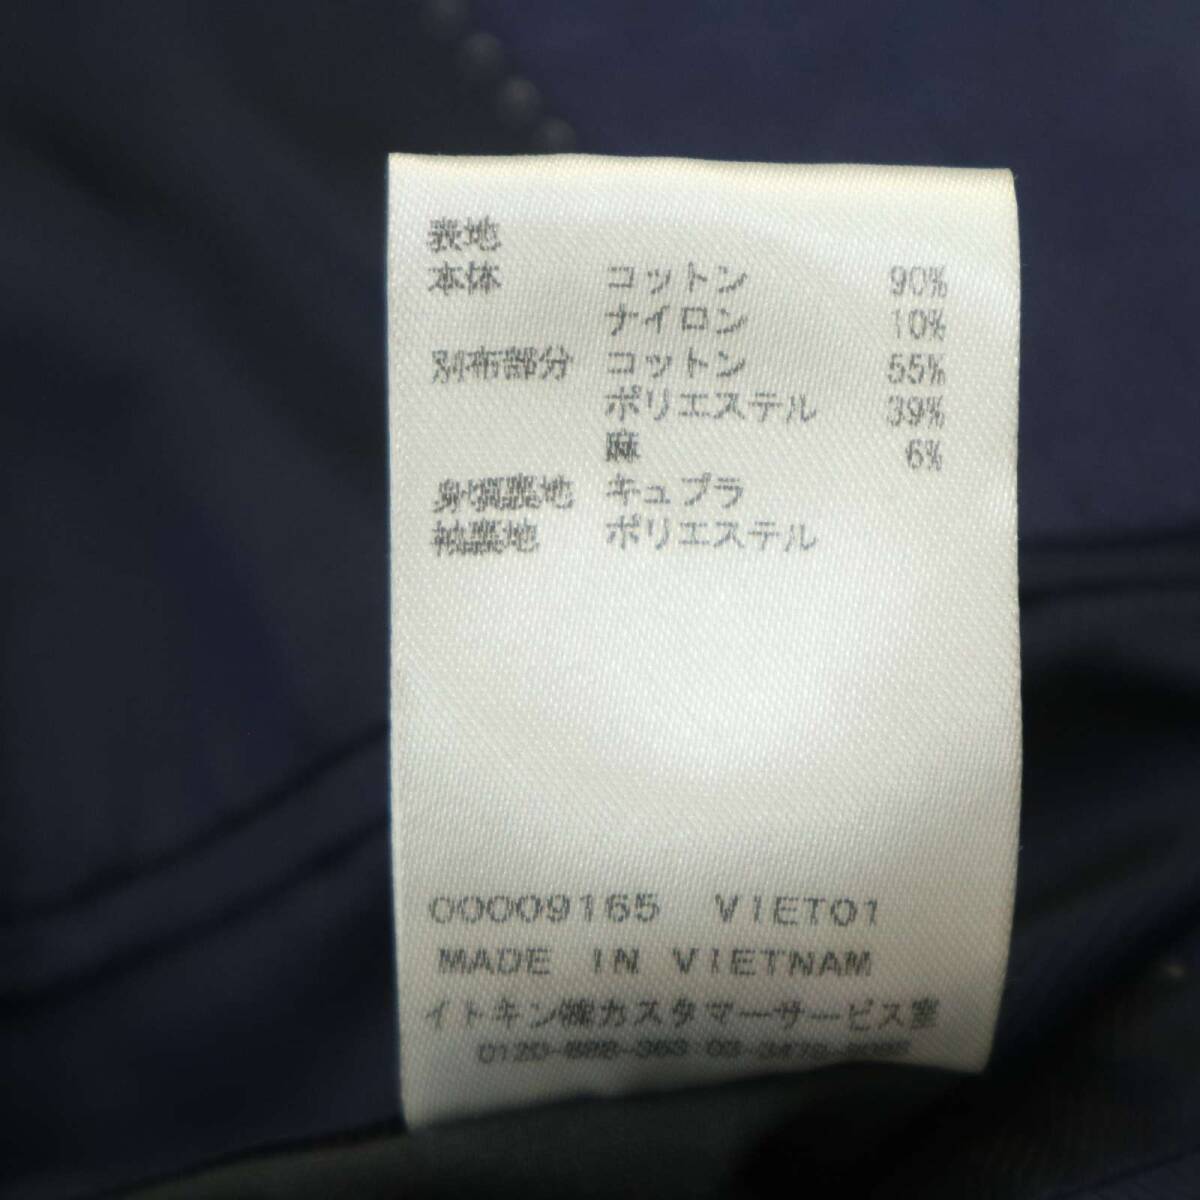 表地
本体 コットン 90%
ナイロン 10%
別布部分 コットン 55%
ポリエステル 39%
麻 6%
身頃裏地 キュプラ
袖裏地 ポリエステル
00009165 VIET01
MADE IN VIETNAM
イトキン㈱カスタマーサービス室
0120-888-363